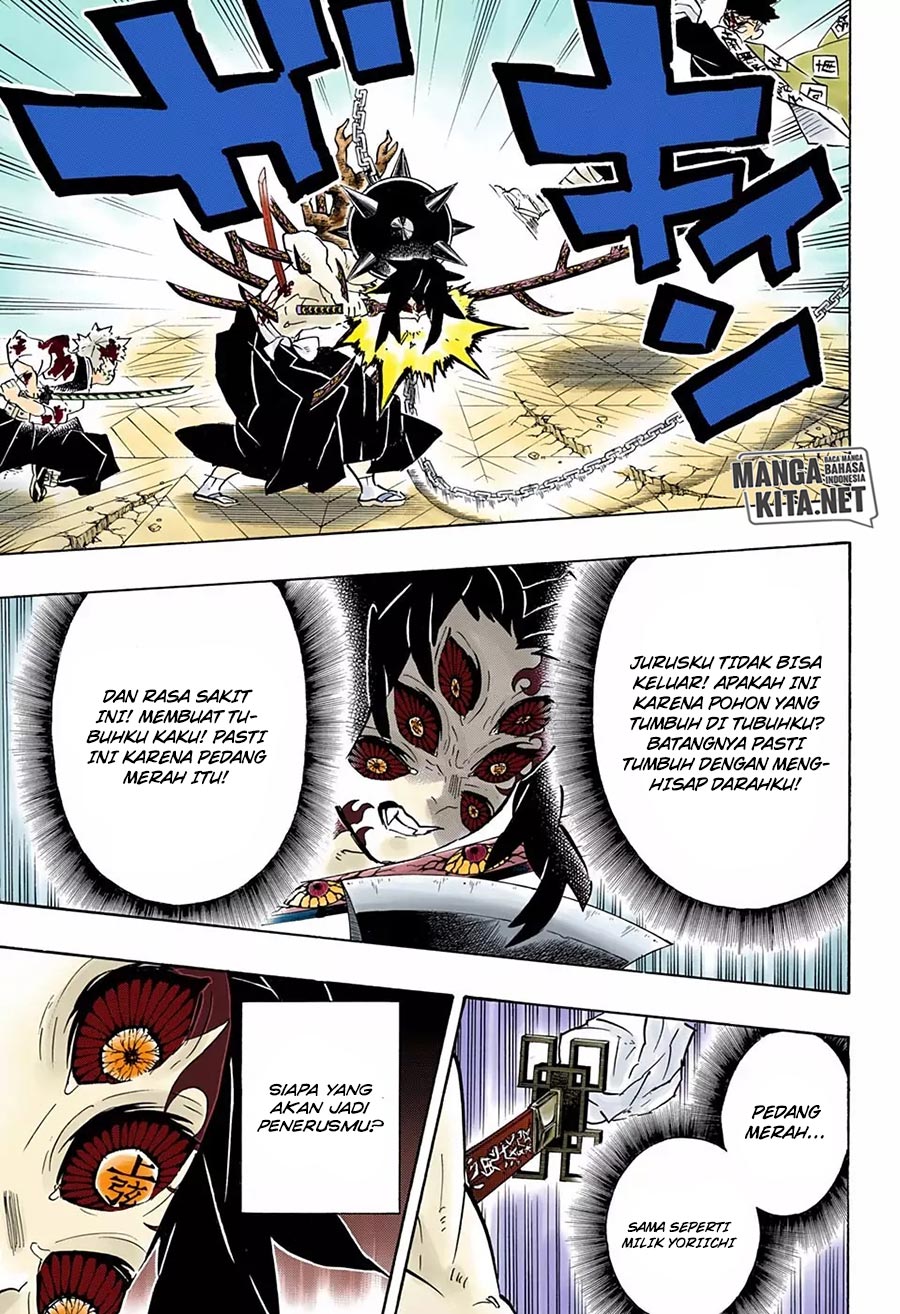 ギィン
MANGA
KITA.NET
BACA MANGA
BAHASA
INDONESIA
JURUSKU TIDAK BISA
KELUAR! APAKAH INI
KARENA POHON YANG
TUMBUH DI TUBUHKU?
BATANGNYA PASTI
TUMBUH DENGAN MENG-
HISAP DARAHKU!
DAN RASA SAKIT
INI! MEMBUAT TU-
BUHKU KAKU! PASTI
INI KARENA PEDANG
MERAH ITU!
PEDANG
MERAH...
SAMA SEPERTI
MILIK YORIICHI
SIAPA YANG
AKAN JADI
PENERUSMU?
上弦